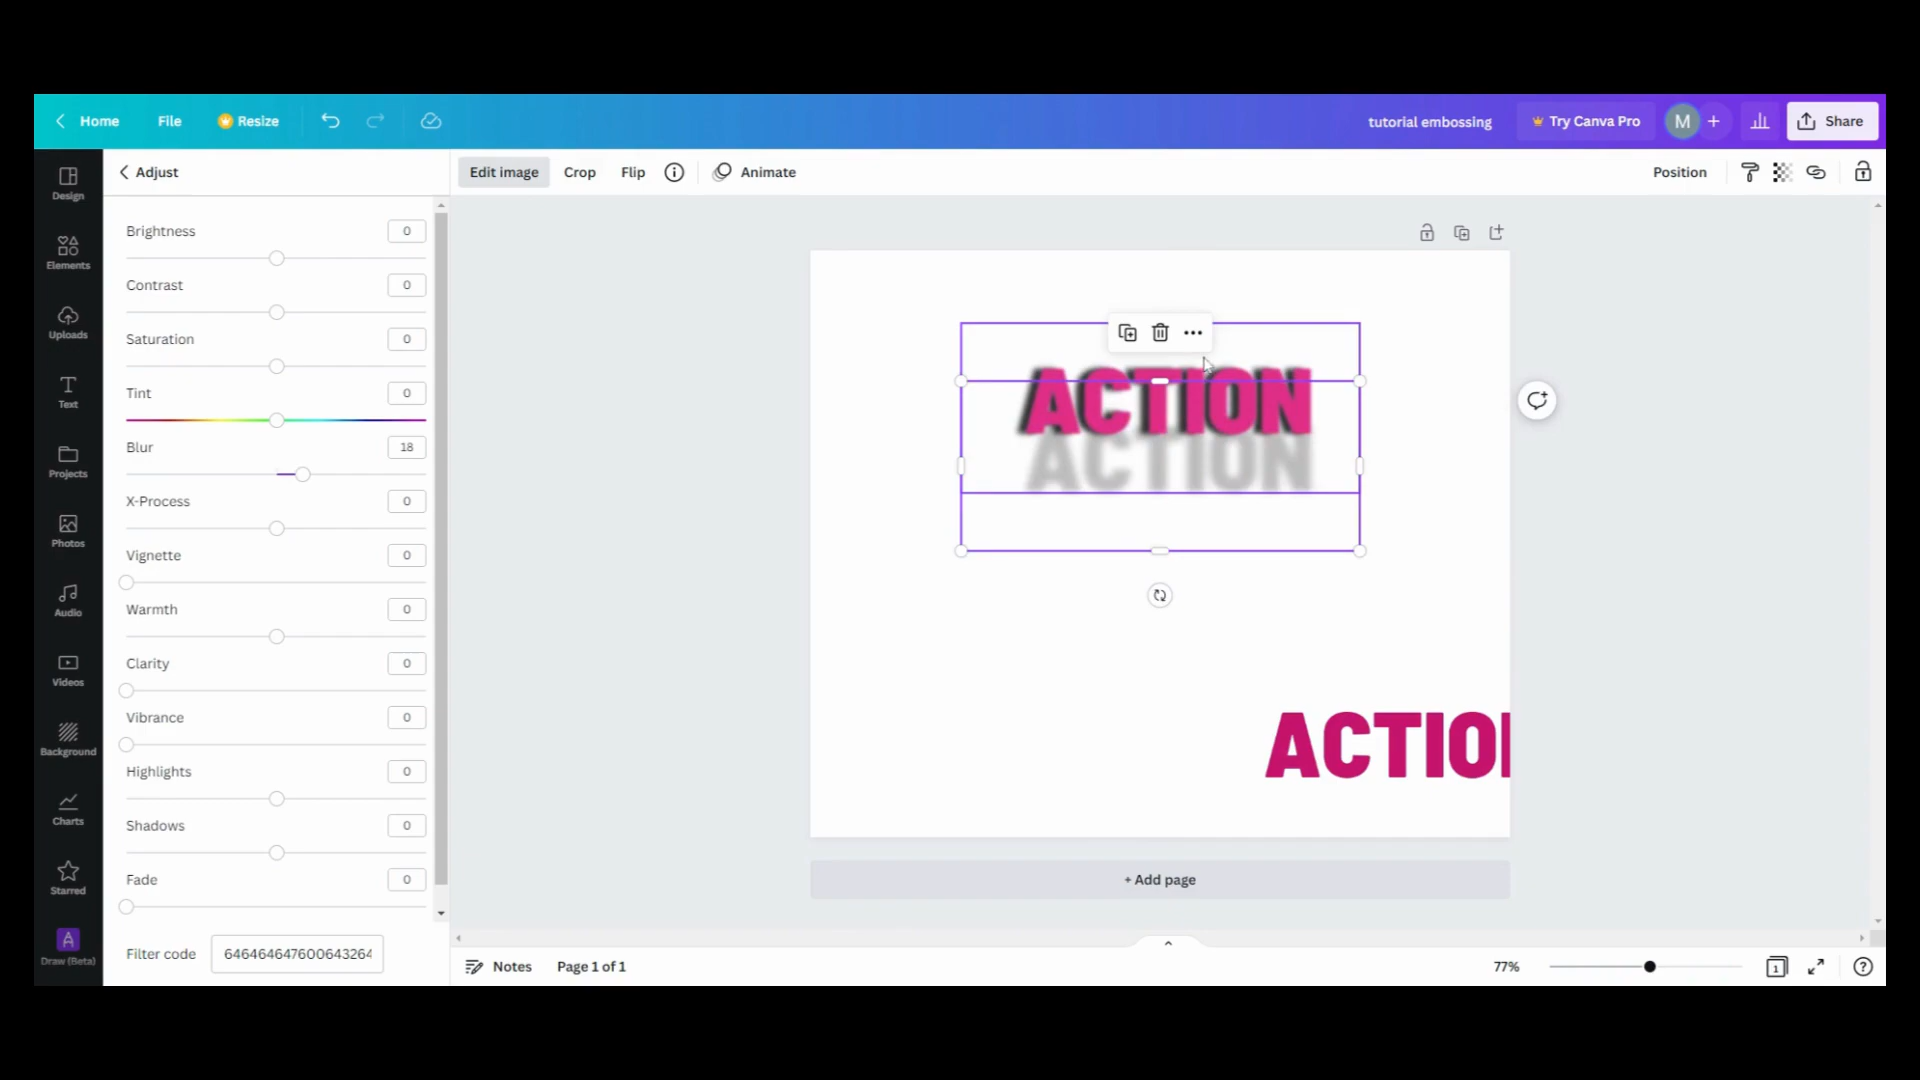 Home File Resize tutorial embossing Try Canva Pro M + Share
Adjust Edit image Crop Flip Animate Position
Design
Elements
Uploads
Text
Projects
Photos
Audio
Videos
Background
Charts
Starred
Draw (Beta)
Brightness 0
Contrast 0
Saturation 0
Tint 0
Blur 18
X-Process 0
Vignette 0
Warmth 0
Clarity 0
Vibrance 0
Highlights 0
Shadows 0
Fade 0
Filter code 646464647600643264
ACTION
ACTION
ACTION
+ Add page
Notes Page 1 of 1 77% 1 ?